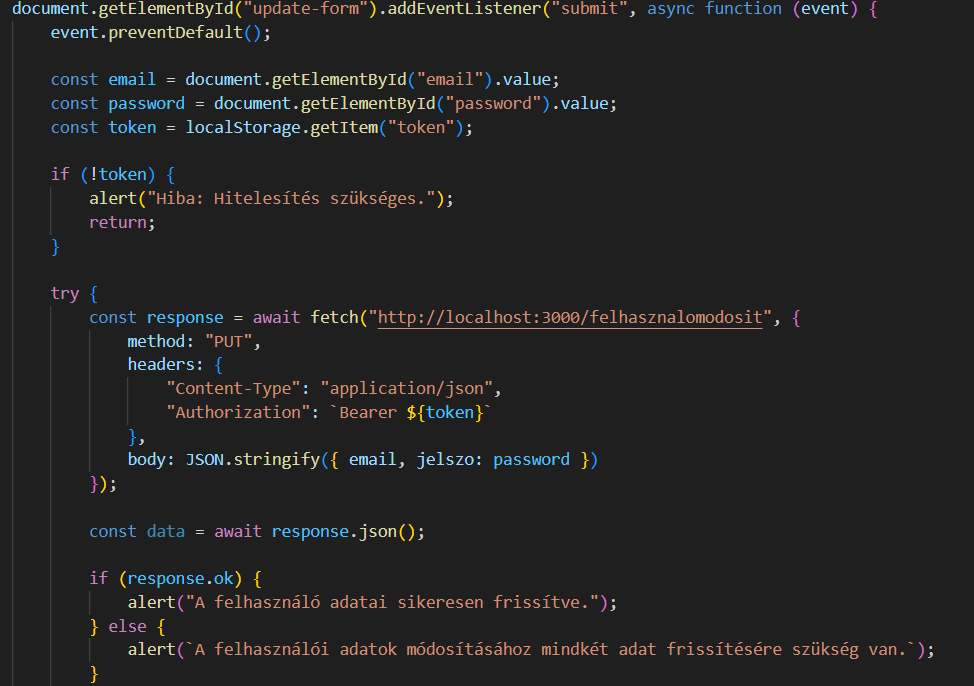 document.getElementById("update-form").addEventListener("submit", async function (event) {
    event.preventDefault();

    const email = document.getElementById("email").value;
    const password = document.getElementById("password").value;
    const token = localStorage.getItem("token");

    if (!token) {
        alert("Hiba: Hitelesítés szükséges.");
        return;
    }

    try {
        const response = await fetch("http://localhost:3000/felhasznalomodosit", {
            method: "PUT",
            headers: {
                "Content-Type": "application/json",
                "Authorization": `Bearer ${token}`
            },
            body: JSON.stringify({ email, jelszo: password })
        });

        const data = await response.json();

        if (response.ok) {
            alert("A felhasználó adatai sikeresen frissítve.");
        } else {
            alert(`A felhasználói adatok módosításához mindkét adat frissítésére szükség van.`);
        }